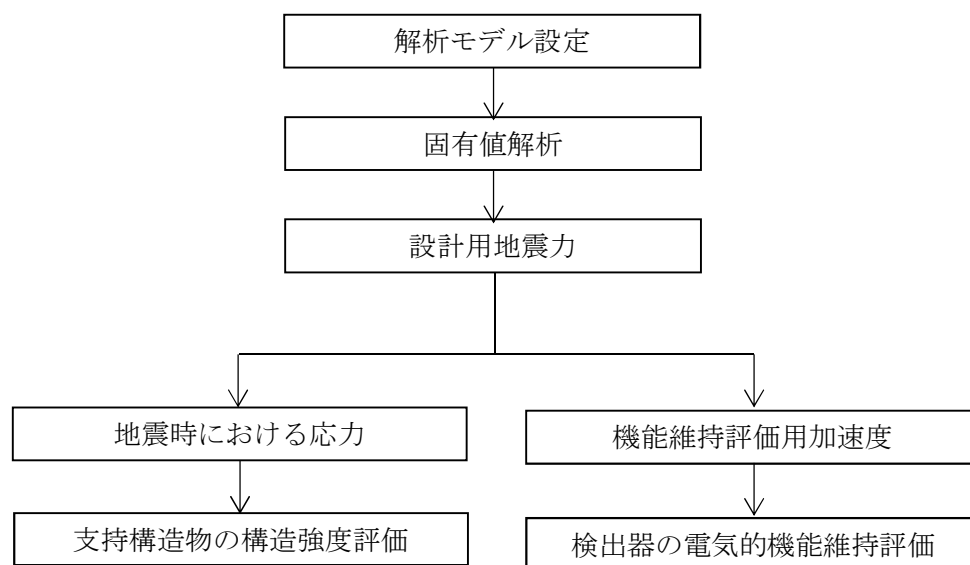 解析モデル設定
固有値解析
設計用地震力
地震時における応力
機能維持評価用加速度
支持構造物の構造強度評価
検出器の電気的機能維持評価